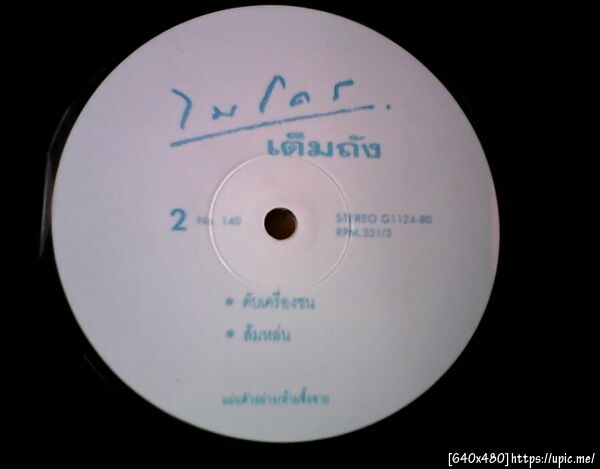 ไมโคร
เต็มถัง
2 No. 140
STEREO G1124-80
RPM.331/3
* ดับเครื่องชน
* ส้มหล่น
แผ่นตัวอย่างห้ามซื้อขาย
[640x480]https://upic.me/